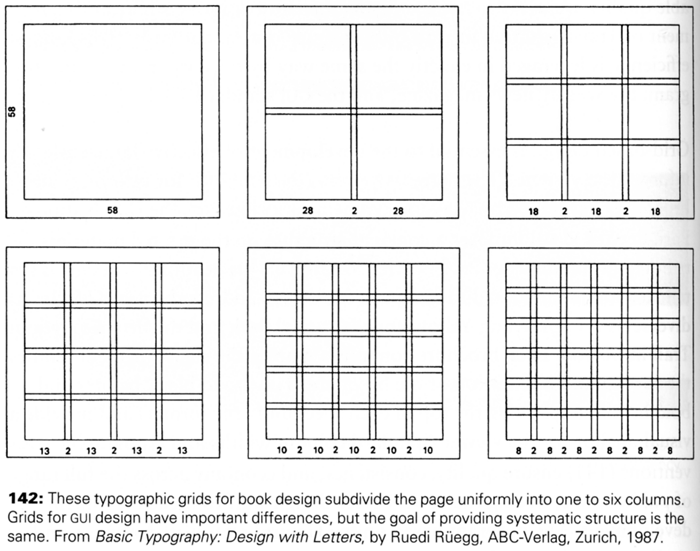 58
58
28 2 28
18 2 18 2 18
13 2 13 2 13 2 13
10 2 10 2 10 2 10 2 10
8 2 8 2 8 2 8 2 8 2 8
142: These typographic grids for book design subdivide the page uniformly into one to six columns.
Grids for GUI design have important differences, but the goal of providing systematic structure is the
same. From Basic Typography: Design with Letters, by Ruedi Rüegg, ABC-Verlag, Zurich, 1987.